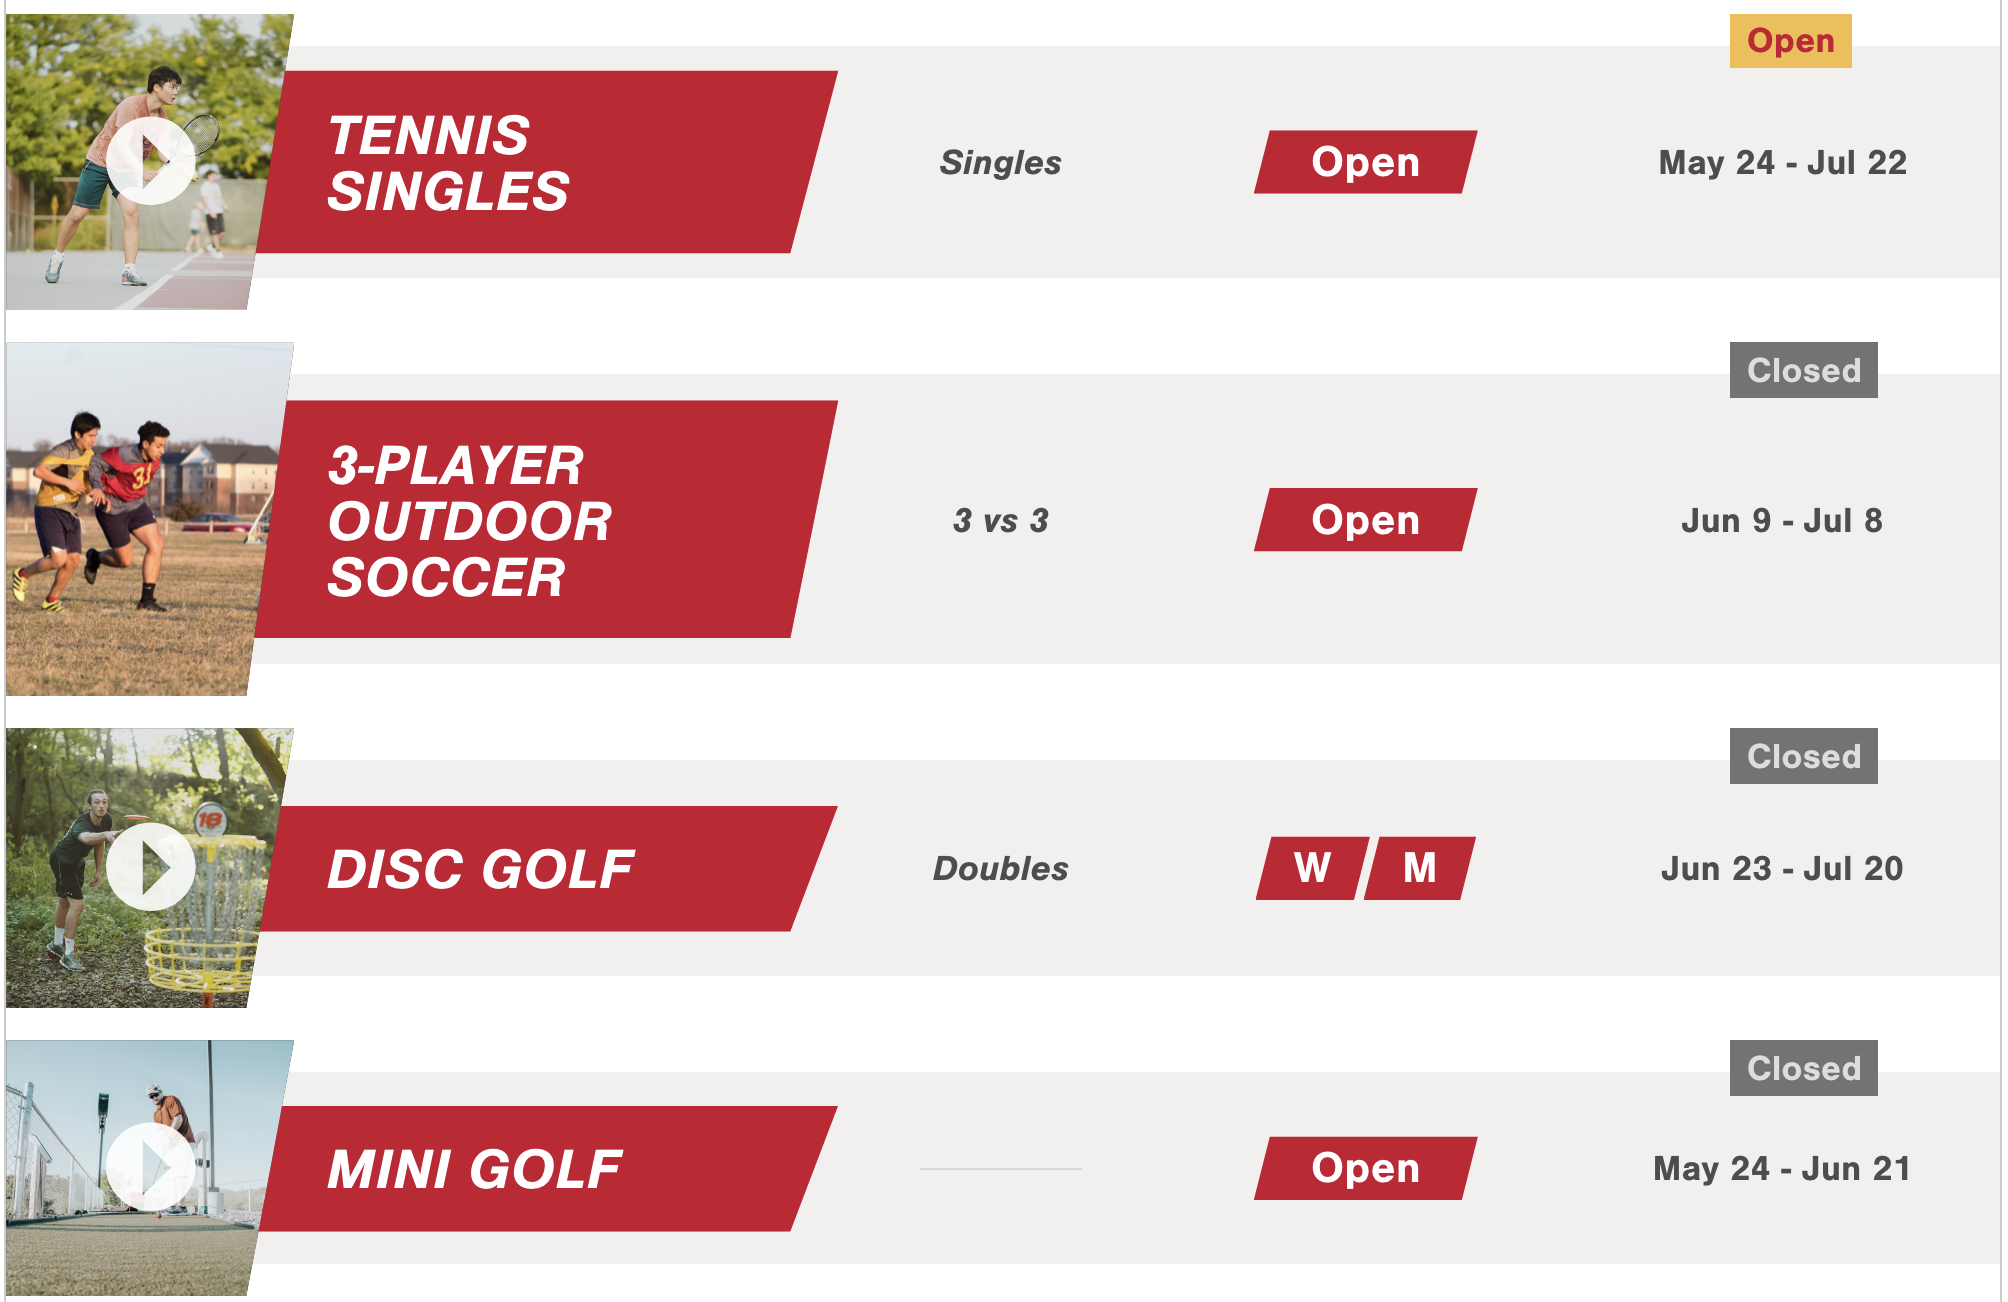 Open
TENNIS
SINGLES
Singles
Open
May 24 - Jul 22
Closed
3-PLAYER
OUTDOOR
SOCCER
3 vs 3
Open
Jun 9 - Jul 8
31
Closed
DISC GOLF
Doubles
W
M
Jun 23 - Jul 20
18
Closed
MINI GOLF
Open
May 24 - Jun 21